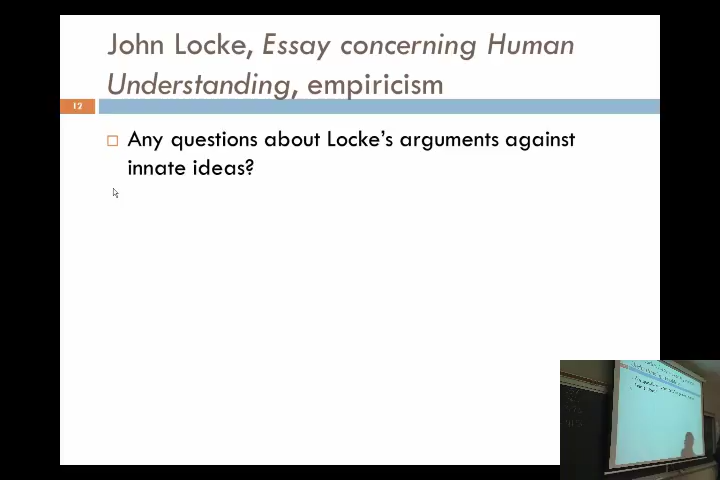 John Locke, Essay concerning Human
Understanding, empiricism
12
Any questions about Locke’s arguments against
innate ideas?